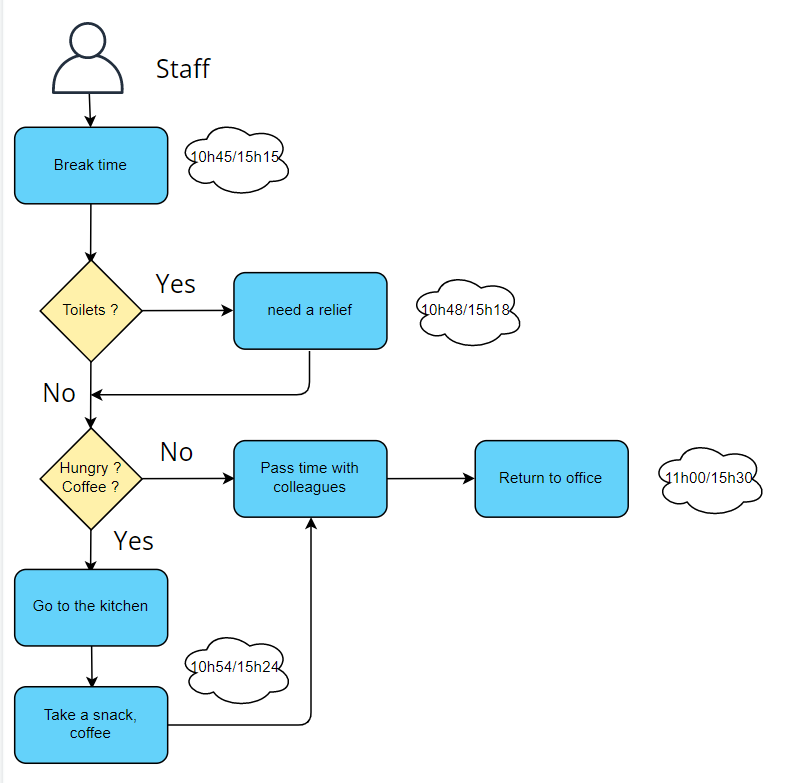 Staff
Break time
10h45/15h15
Toilets ?
Yes
need a relief
10h48/15h18
No
Hungry ?
Coffee ?
No
Pass time with
colleagues
Return to office
11h00/15h30
Yes
Go to the kitchen
10h54/15h24
Take a snack,
coffee